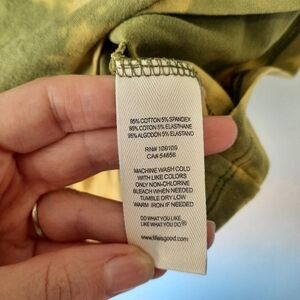 95% COTTON 5% SPANDEX
95% COTON 5% ELASTHANE
95% ALGODÓN 5% ELASTANO
RN# 109109
CA# 54656
MACHINE WASH COLD
WITH LIKE COLORS
ONLY NON-CHLORINE
BLEACH WHEN NEEDED
TUMBLE DRY LOW
WARM IRON IF NEEDED
DO WHAT YOU LIKE.
LIKE WHAT YOU DO®
www.lifeisgood.com